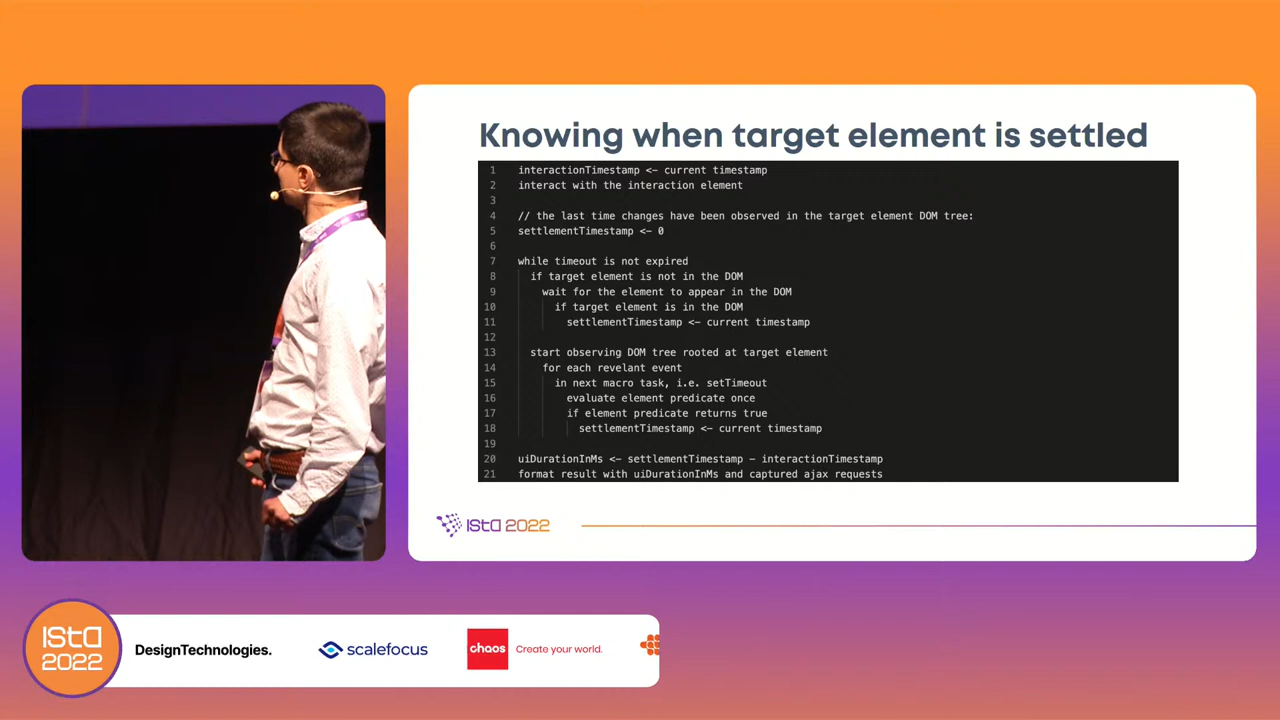 Knowing when target element is settled
1 interactionTimestamp <- current timestamp
2 interact with the interaction element
3
4 // the last time changes have been observed in the target element DOM tree:
5 settlementTimestamp <- 0
6
7 while timeout is not expired
8 if target element is not in the DOM
9 wait for the element to appear in the DOM
10 if target element is in the DOM
11 settlementTimestamp <- current timestamp
12
13 start observing DOM tree rooted at target element
14 for each revelant event
15 in next macro task, i.e. setTimeout
16 evaluate element predicate once
17 if element predicate returns true
18 settlementTimestamp <- current timestamp
19
20 uiDurationInMs <- settlementTimestamp - interactionTimestamp
21 format result with uiDurationInMs and captured ajax requests
ISTA 2022
ISTA
2022
DesignTechnologies.
scalefocus
chaos
Create your world.